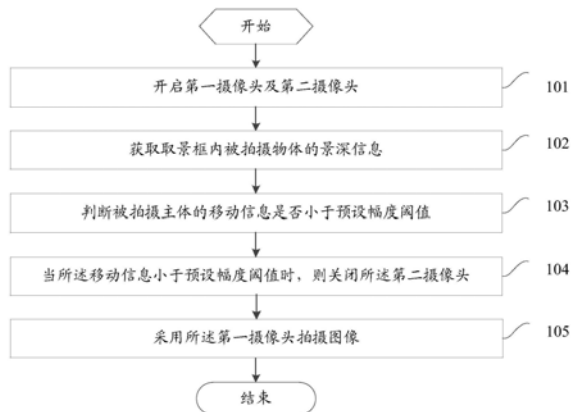 开始
开启第一摄像头及第二摄像头
101
获取取景框内被拍摄物体的景深信息
102
判断被拍摄主体的移动信息是否小于预设幅度阈值
103
当所述移动信息小于预设幅度阈值时，则关闭所述第二摄像头
104
采用所述第一摄像头拍摄图像
105
结束